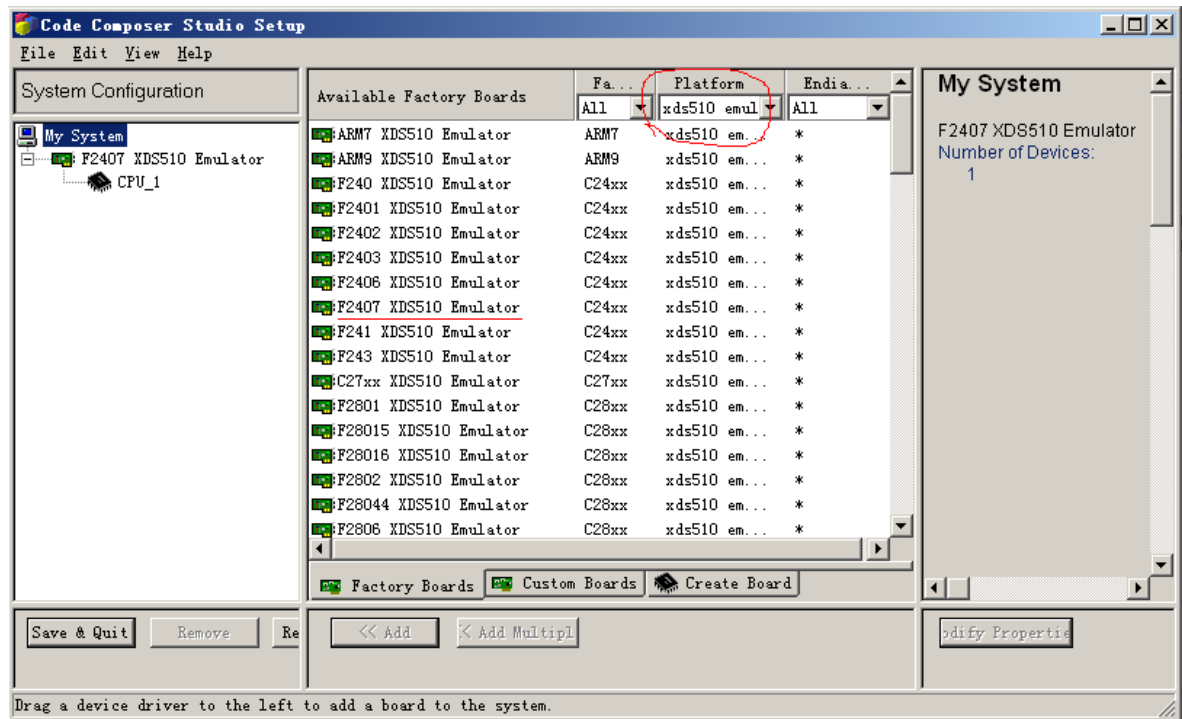 Code Composer Studio Setup
File Edit View Help
System Configuration
My System
F2407 XDS510 Emulator
CPU_1
Available Factory Boards Fa... Platform Endia...
All xds510 emul All
ARM7 XDS510 Emulator ARM7 xds510 em... *
ARM9 XDS510 Emulator ARM9 xds510 em... *
F240 XDS510 Emulator C24xx xds510 em... *
F2401 XDS510 Emulator C24xx xds510 em... *
F2402 XDS510 Emulator C24xx xds510 em... *
F2403 XDS510 Emulator C24xx xds510 em... *
F2406 XDS510 Emulator C24xx xds510 em... *
F2407 XDS510 Emulator C24xx xds510 em... *
F241 XDS510 Emulator C24xx xds510 em... *
F243 XDS510 Emulator C24xx xds510 em... *
C27xx XDS510 Emulator C27xx xds510 em... *
F2801 XDS510 Emulator C28xx xds510 em... *
F28015 XDS510 Emulator C28xx xds510 em... *
F28016 XDS510 Emulator C28xx xds510 em... *
F2802 XDS510 Emulator C28xx xds510 em... *
F28044 XDS510 Emulator C28xx xds510 em... *
F2806 XDS510 Emulator C28xx xds510 em... *
Factory Boards Custom Boards Create Board
My System
F2407 XDS510 Emulator
Number of Devices:
1
Save & Quit Remove Re
<< Add < Add Multipl
odify Propertie
Drag a device driver to the left to add a board to the system.